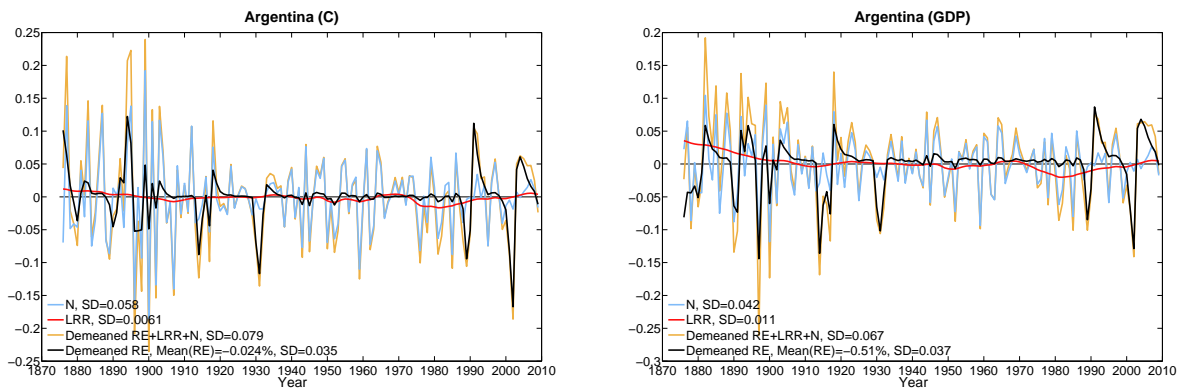 Argentina (C)
0.25
0.2
0.15
0.1
0.05
0
−0.05
−0.1
−0.15
−0.2
−0.25
N, SD=0.058
LRR, SD=0.0061
Demeaned RE+LRR+N, SD=0.079
Demeaned RE, Mean(RE)=−0.024%, SD=0.035
1870 1880 1890 1900 1910 1920 1930 1940 1950 1960 1970 1980 1990 2000 2010
Year
Argentina (GDP)
0.2
0.15
0.1
0.05
0
−0.05
−0.1
−0.15
−0.2
−0.25
−0.3
N, SD=0.042
LRR, SD=0.011
Demeaned RE+LRR+N, SD=0.067
Demeaned RE, Mean(RE)=−0.51%, SD=0.037
1870 1880 1890 1900 1910 1920 1930 1940 1950 1960 1970 1980 1990 2000 2010
Year